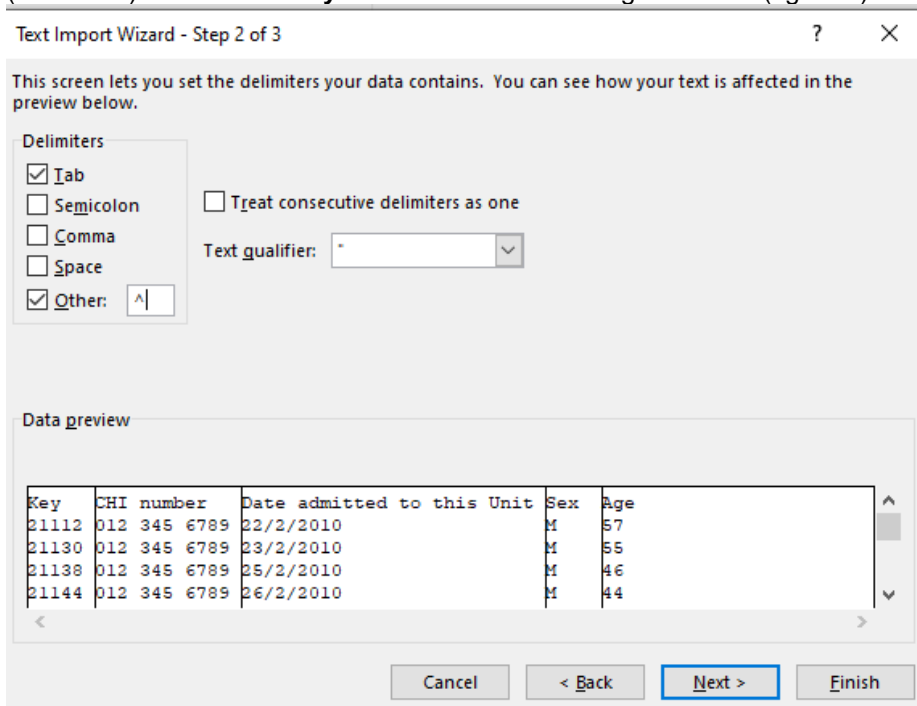 Text Import Wizard - Step 2 of 3 ?
This screen lets you set the delimiters your data contains. You can see how your text is affected in the
preview below.
Delimiters
Tab
Semicolon
Comma
Space
Other: ^
Treat consecutive delimiters as one
Text qualifier: "
Data preview
Key CHI number Date admitted to this Unit Sex Age
21112 012 345 6789 22/2/2010 M 57
21130 012 345 6789 23/2/2010 M 55
21138 012 345 6789 25/2/2010 M 46
21144 012 345 6789 26/2/2010 M 44
Cancel < Back Next > Finish